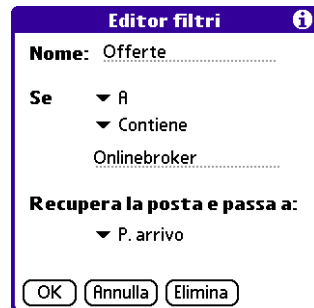 Editor filtri
Nome: Offerte
Se A
Contiene
Onlinebroker
Recupera la posta e passa a:
P. arrivo
OK Annulla Elimina